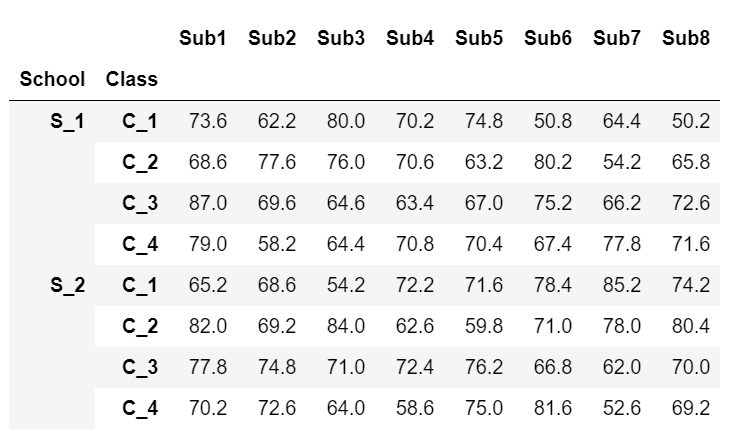 Sub1 Sub2 Sub3 Sub4 Sub5 Sub6 Sub7 Sub8
School Class
S_1 C_1 73.6 62.2 80.0 70.2 74.8 50.8 64.4 50.2
C_2 68.6 77.6 76.0 70.6 63.2 80.2 54.2 65.8
C_3 87.0 69.6 64.6 63.4 67.0 75.2 66.2 72.6
C_4 79.0 58.2 64.4 70.8 70.4 67.4 77.8 71.6
S_2 C_1 65.2 68.6 54.2 72.2 71.6 78.4 85.2 74.2
C_2 82.0 69.2 84.0 62.6 59.8 71.0 78.0 80.4
C_3 77.8 74.8 71.0 72.4 76.2 66.8 62.0 70.0
C_4 70.2 72.6 64.0 58.6 75.0 81.6 52.6 69.2